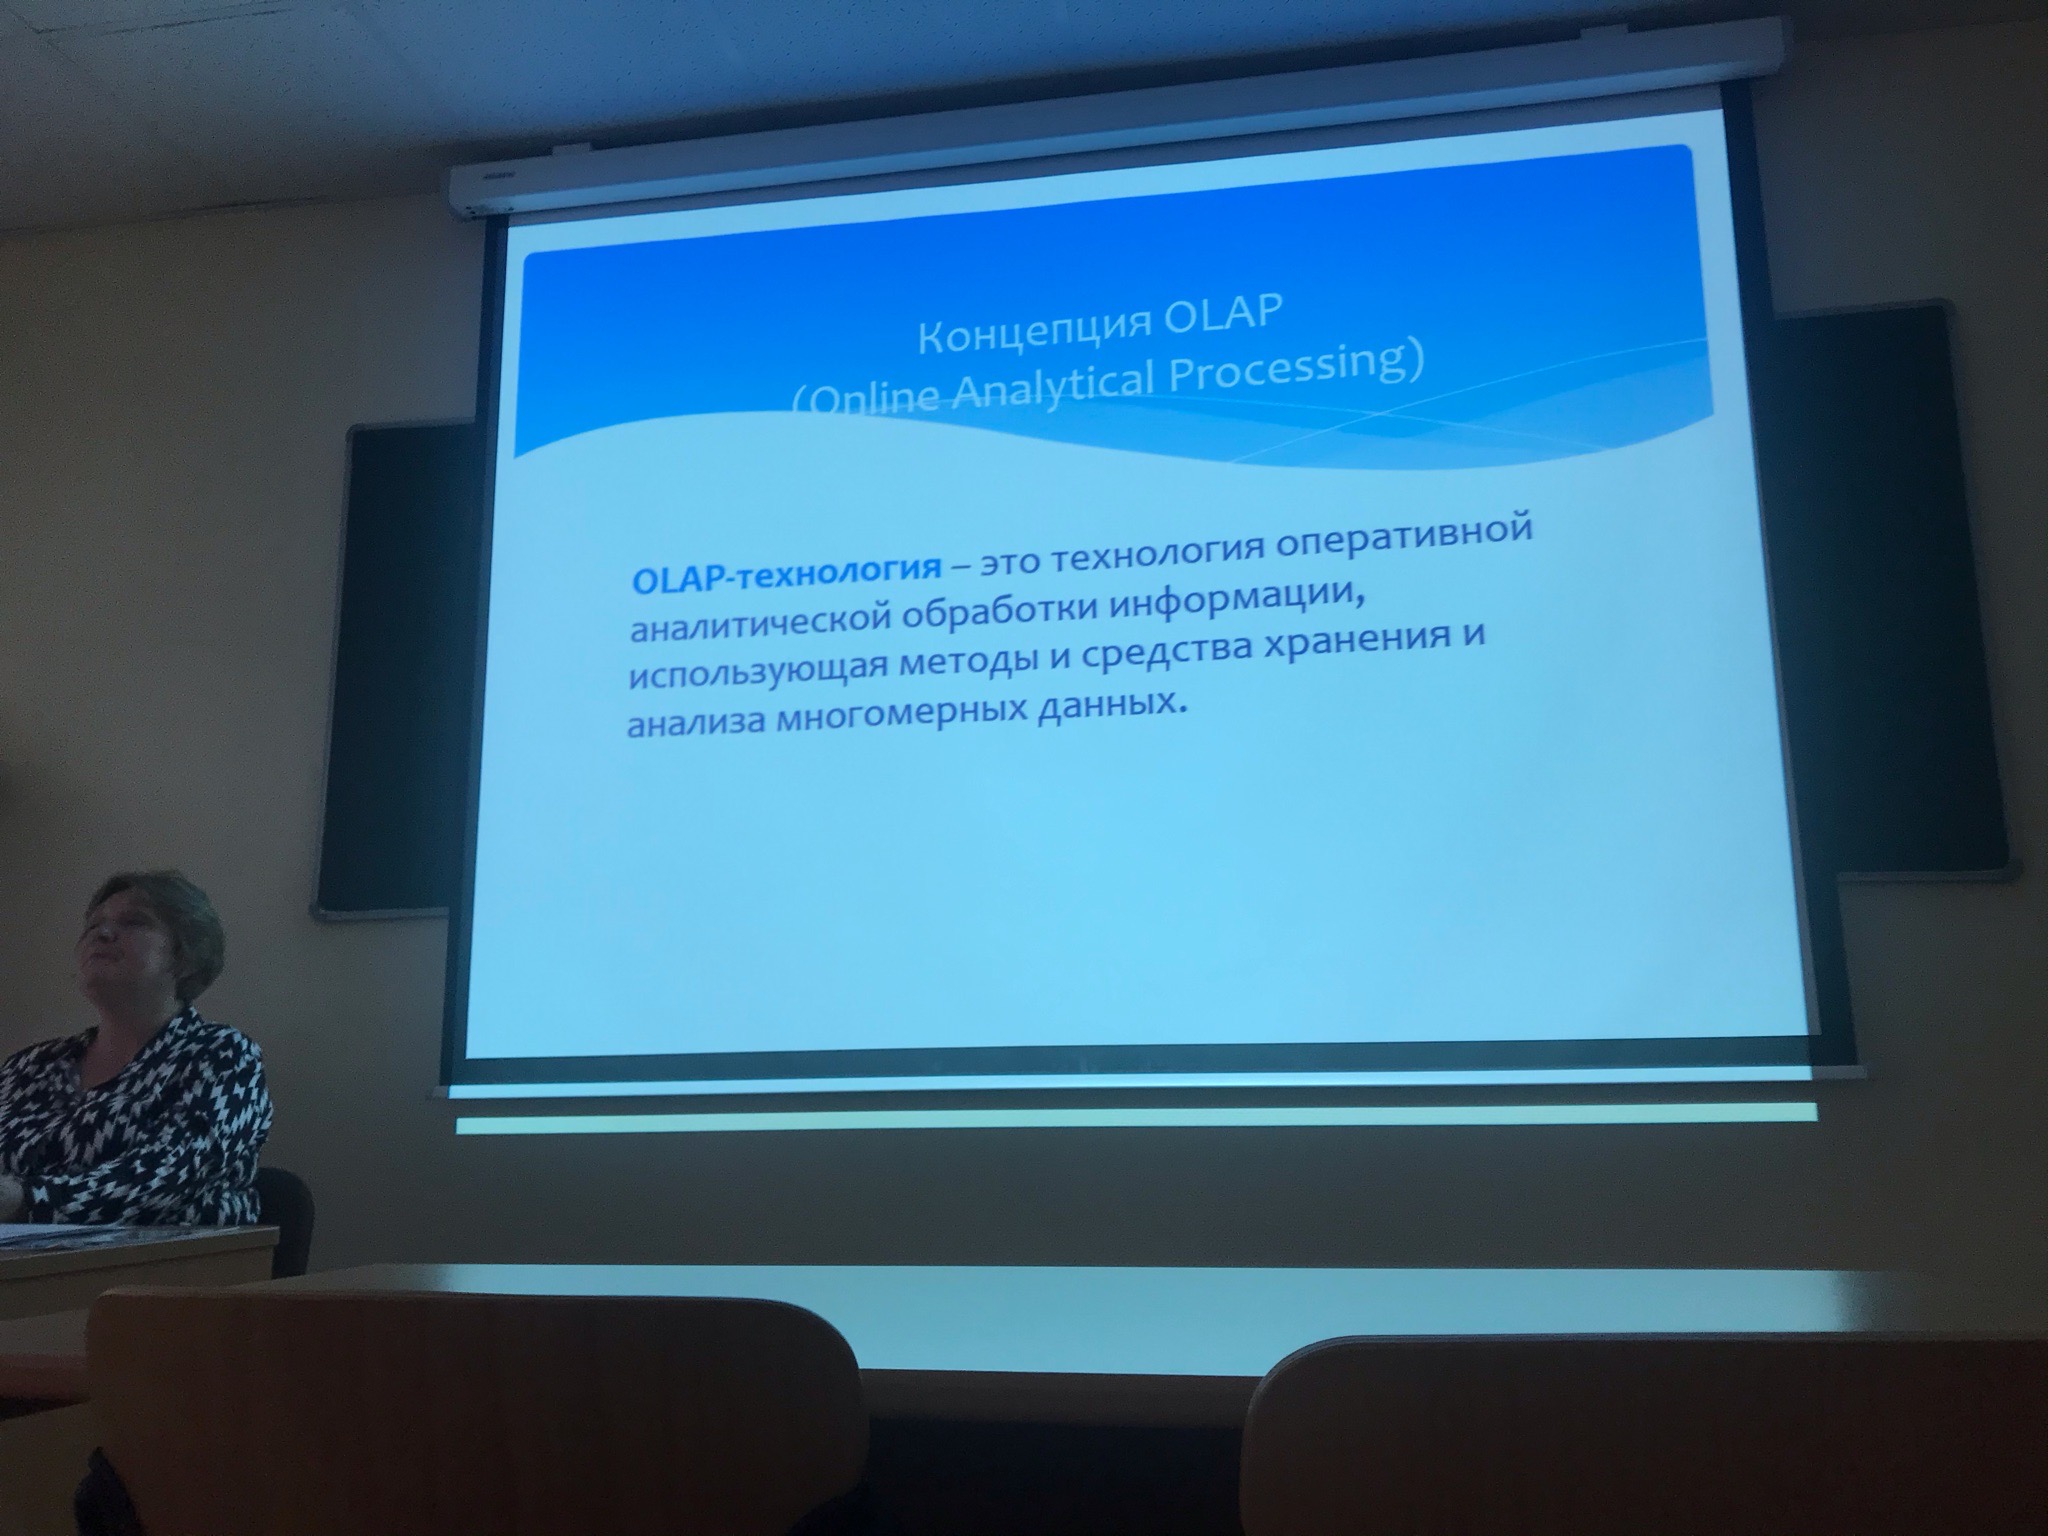 Концепция OLAP
(Online Analytical Processing)
OLAP-технология – это технология оперативной
аналитической обработки информации,
использующая методы и средства хранения и
анализа многомерных данных.